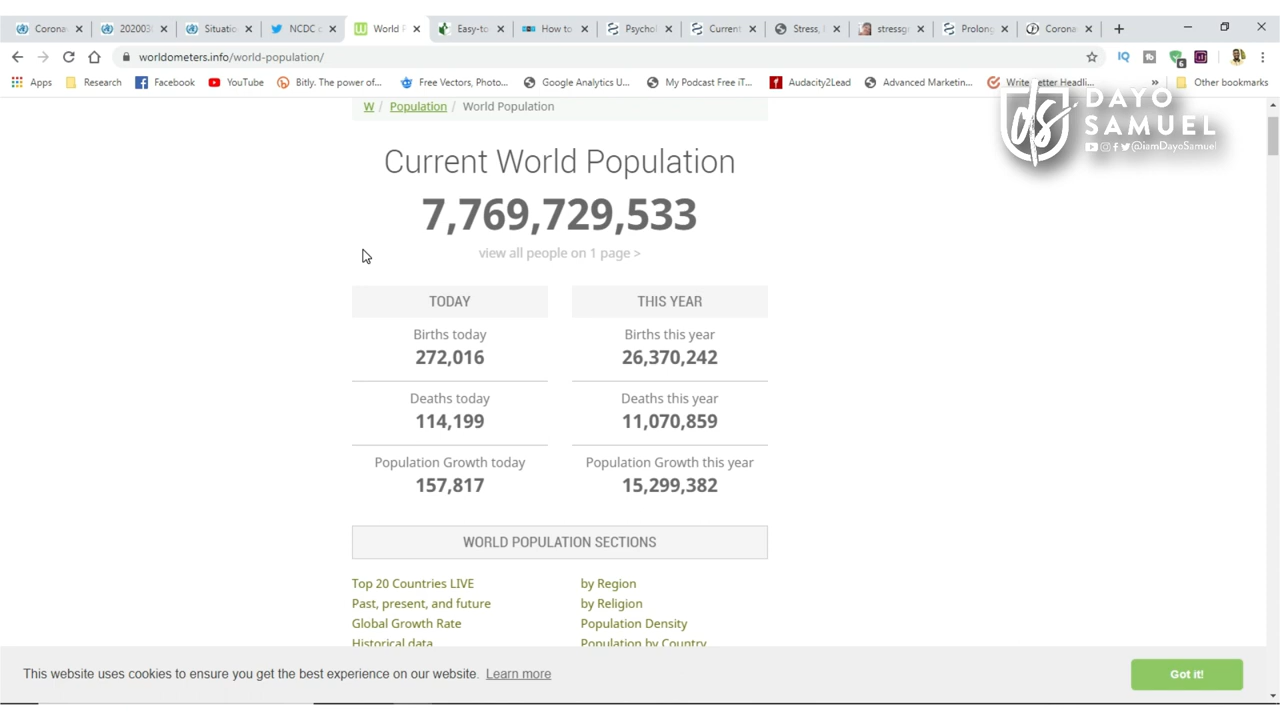 Corona
202003
Situatio
NCDC c
World P
Easy-to
How to
Psychol
Current
Stress,
stressg
Prolong
Corona
worldometers.info/world-population/
IQ
6
Apps
Research
Facebook
YouTube
Bitly. The power of...
Free Vectors, Photo...
Google Analytics U...
My Podcast Free iT...
Audacity2Lead
Advanced Marketin...
Headli...
»
Other bookmarks
ds
DAYO
SAMUEL
@iamDayoSamuel
W / Population / World Population
Current World Population
7,769,729,533
view all people on 1 page >
TODAY
Births today
272,016
Deaths today
114,199
Population Growth today
157,817
THIS YEAR
Births this year
26,370,242
Deaths this year
11,070,859
Population Growth this year
15,299,382
WORLD POPULATION SECTIONS
Top 20 Countries LIVE
Past, present, and future
Global Growth Rate
Historical data
by Region
by Religion
Population Density
Population by Country
This website uses cookies to ensure you get the best experience on our website. Learn more
Got it!